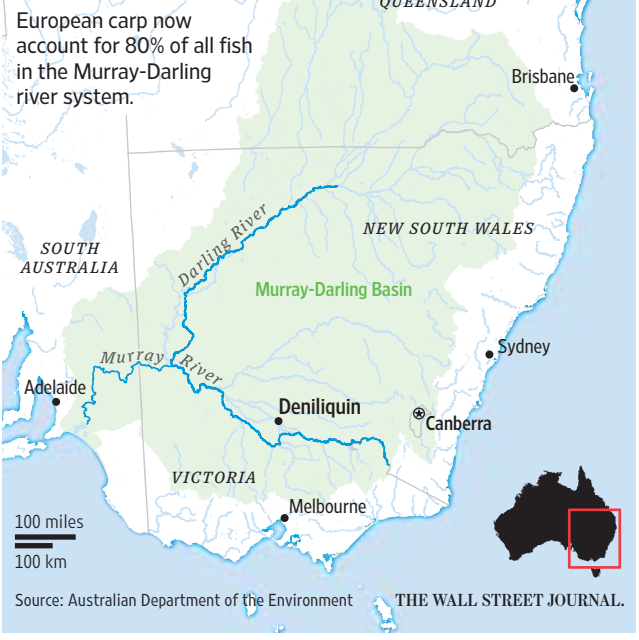 QUEENSLAND
European carp now
account for 80% of all fish
in the Murray-Darling
river system.
Brisbane
Darling River
NEW SOUTH WALES
SOUTH
AUSTRALIA
Murray-Darling Basin
Sydney
Murray River
Adelaide
Deniliquin
Canberra
VICTORIA
Melbourne
100 miles
100 km
Source: Australian Department of the Environment
THE WALL STREET JOURNAL.